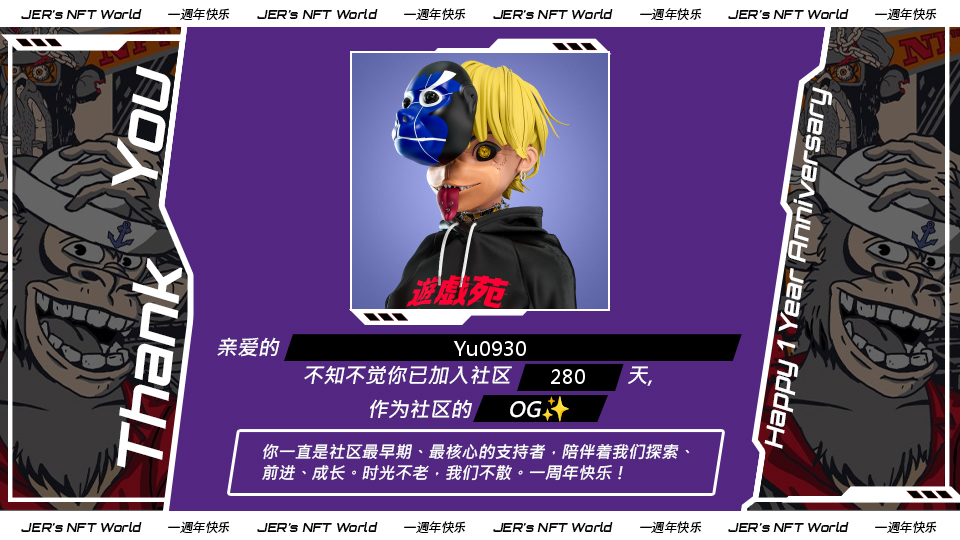 JER's NFT World 一週年快乐 JER's NFT World 一週年快乐 JER's NFT World 一週年快乐 JER's NFT World 一週年快乐
Thank You
遊戲苑
Happy 1 Year Anniversary
亲爱的 Yu0930
不知不觉你已加入社区 280 天,
作为社区的 OG✨
你一直是社区最早期、最核心的支持者，陪伴着我们探索、
前进、成长。时光不老，我们不散。一周年快乐！
JER's NFT World 一週年快乐 JER's NFT World 一週年快乐 JER's NFT World 一週年快乐 JER's NFT World 一週年快乐